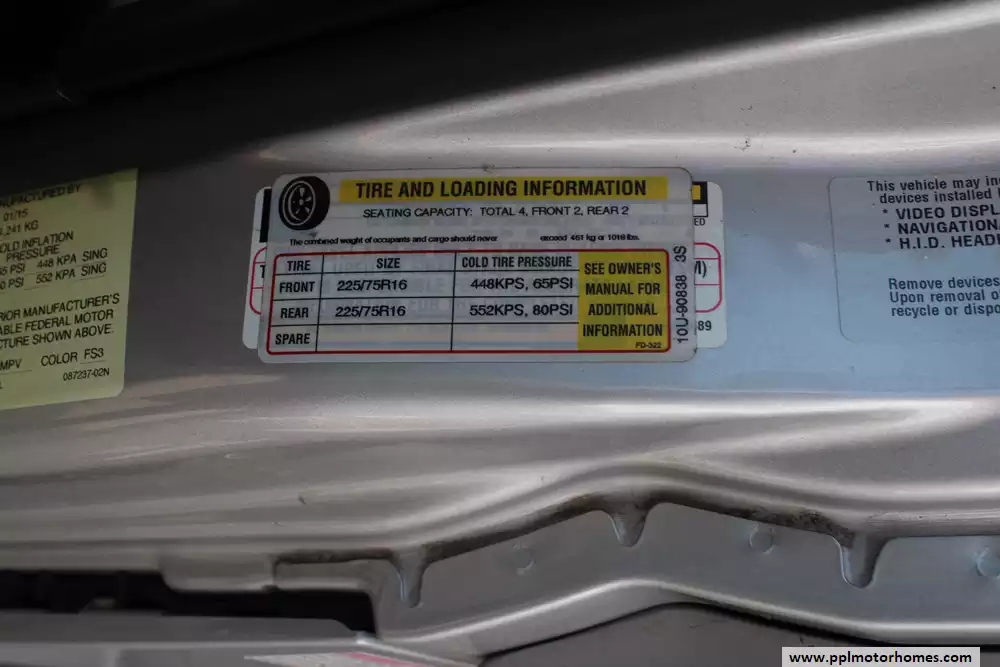 NUFACTURED BY
01/15
,241 KG
OLD INFLATION
PRESSURE
65 PSI 448 KPA SING
0 PSI 552 KPA SING
RIOR MANUFACTURER'S
ABLE FEDERAL MOTOR
CTURE SHOWN ABOVE.
MPV COLOR FS3
087237-02N
TIRE AND LOADING INFORMATION
SEATING CAPACITY: TOTAL 4, FRONT 2, REAR 2
The combined weight of occupants and cargo should never exceed 461 kg or 1016 lbs.
TIRE SIZE COLD TIRE PRESSURE
FRONT 225/75R16 448KPS, 65PSI
REAR 225/75R16 552KPS, 80PSI
SPARE
SEE OWNER'S
MANUAL FOR
ADDITIONAL
INFORMATION
FD-322
10U-90838 3S
ED
89
This vehicle may in
devices installed
* VIDEO DISPL
* NAVIGATION
* H.I.D. HEAD
Remove devices
Upon removal o
recycle or dispo
www.pplmotorhomes.com